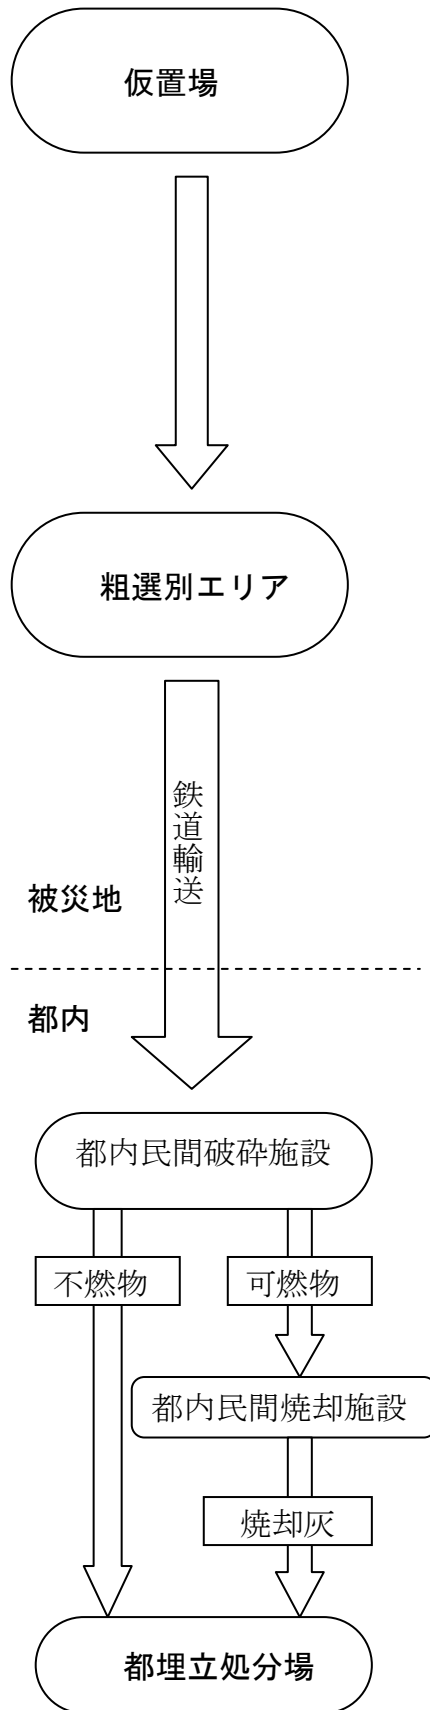 仮置場
粗選別エリア
鉄道輸送
被災地
都内
都内民間破砕施設
不燃物
可燃物
都内民間焼却施設
焼却灰
都埋立処分場